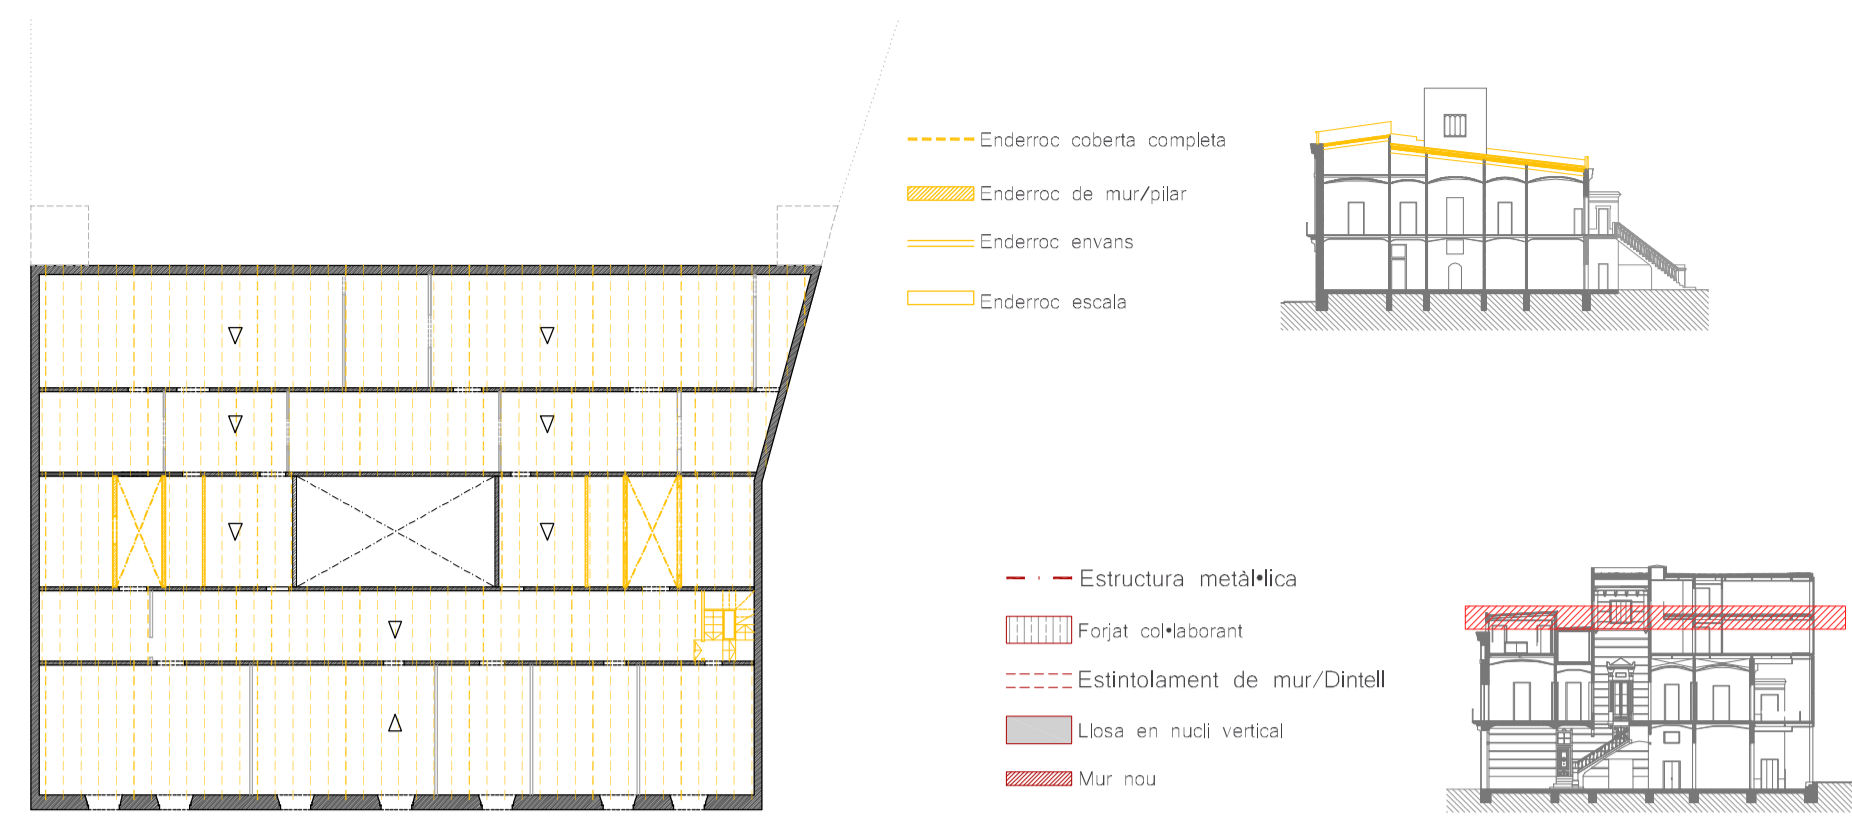 Enderroc coberta completa
Enderroc de mur/pilar
Enderroc envans
Enderroc escala
Estructura metàl•lica
Forjat col•laborant
Estintolament de mur/Dintell
Llosa en nucli vertical
Mur nou